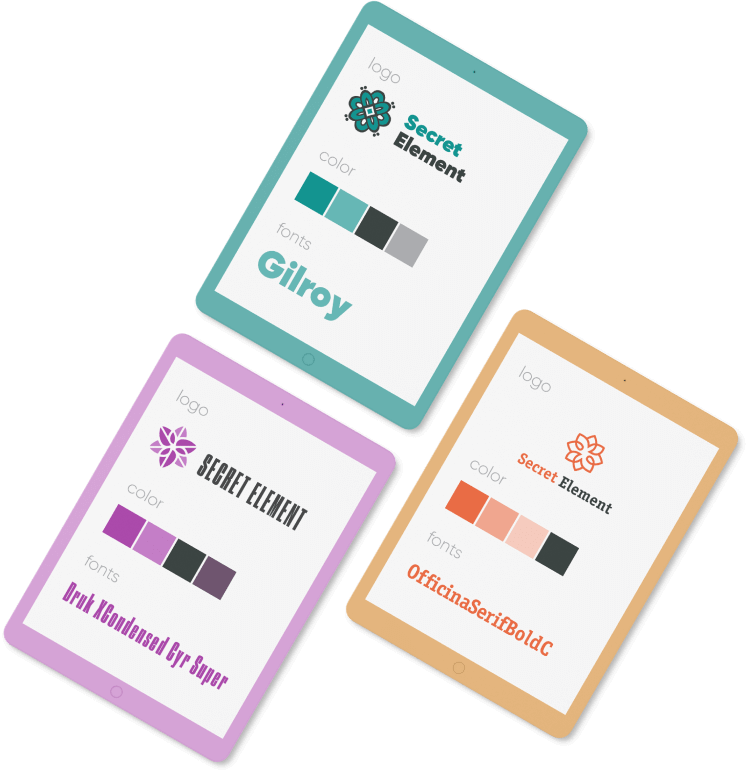 logo
Secret
Element
color
fonts
Gilroy
logo
SECRET ELEMENT
color
fonts
Druk XCondensed Cyr Super
logo
Secret Element
color
fonts
OfficinaSerifBoldC